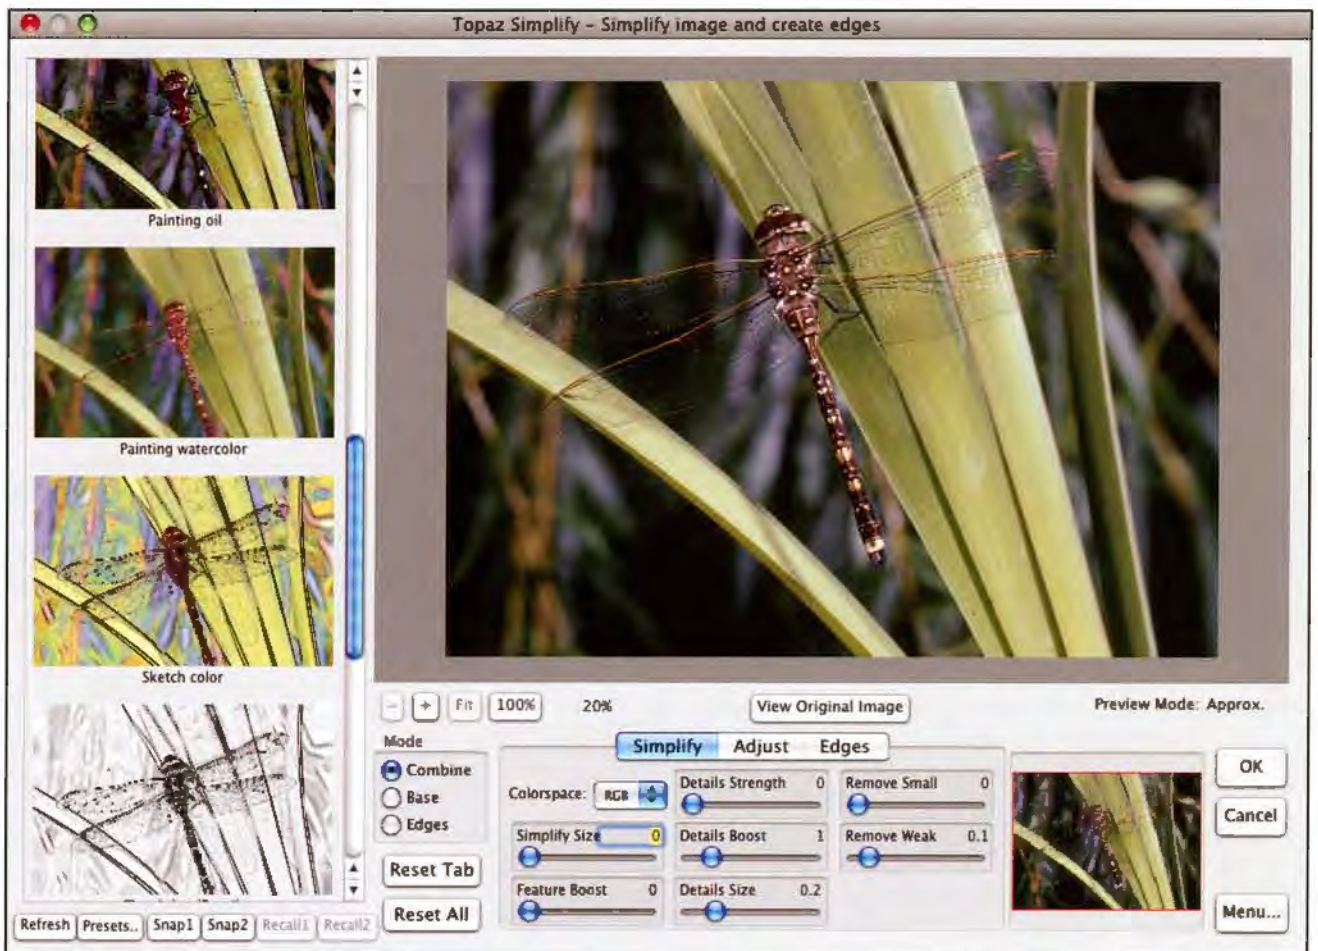 Topaz Simplify – Simplify image and create edges
Painting oil
Painting watercolor
Sketch color
Refresh Presets.. Snap1 Snap2 Recall1 Recall2
- + Fit 100% 20% View Original Image Preview Mode: Approx.
Mode
Combine
Base
Edges
Reset Tab
Reset All
Simplify Adjust Edges
Colorspace: RGB
Simplify Size 0
Feature Boost 0
Details Strength 0
Details Boost 1
Details Size 0.2
Remove Small 0
Remove Weak 0.1
OK
Cancel
Menu...